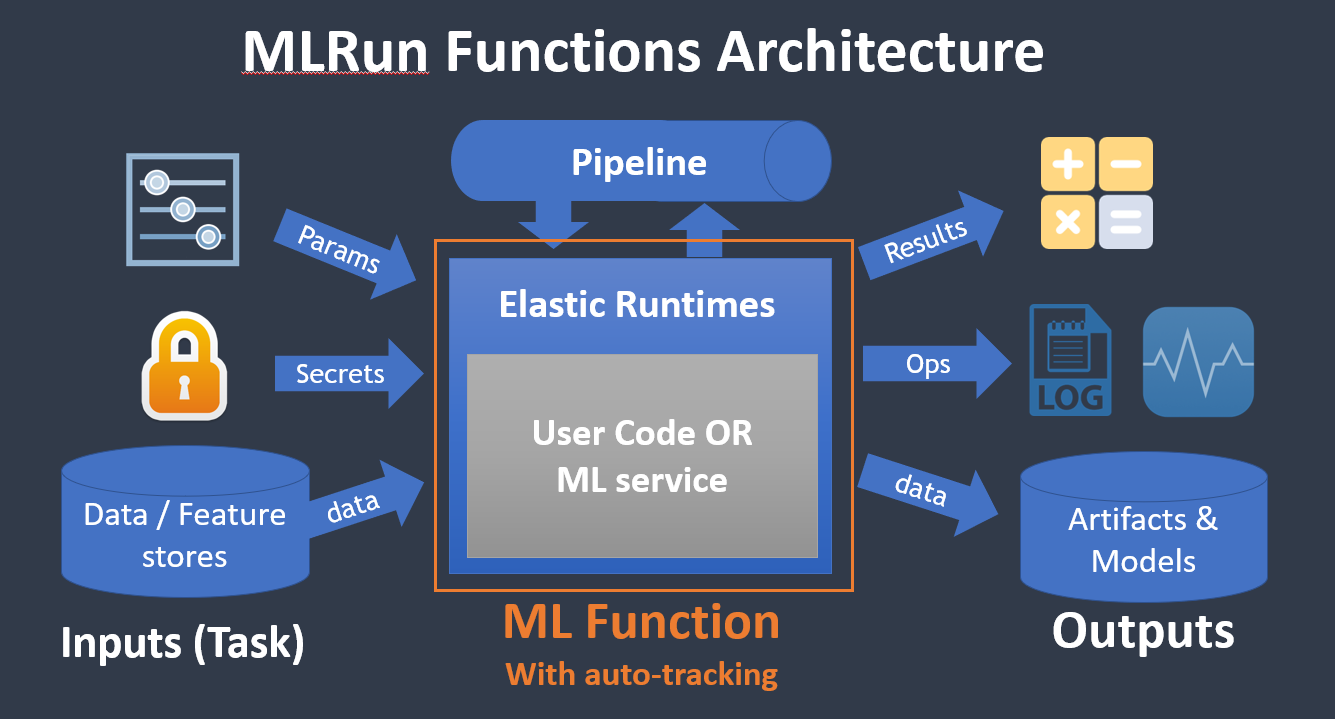 MLRun Functions Architecture
Pipeline
Params
Results
Elastic Runtimes
Secrets
Ops
LOG
User Code OR
ML service
Data / Feature
stores
data
data
Artifacts &
Models
Inputs (Task)
ML Function
With auto-tracking
Outputs